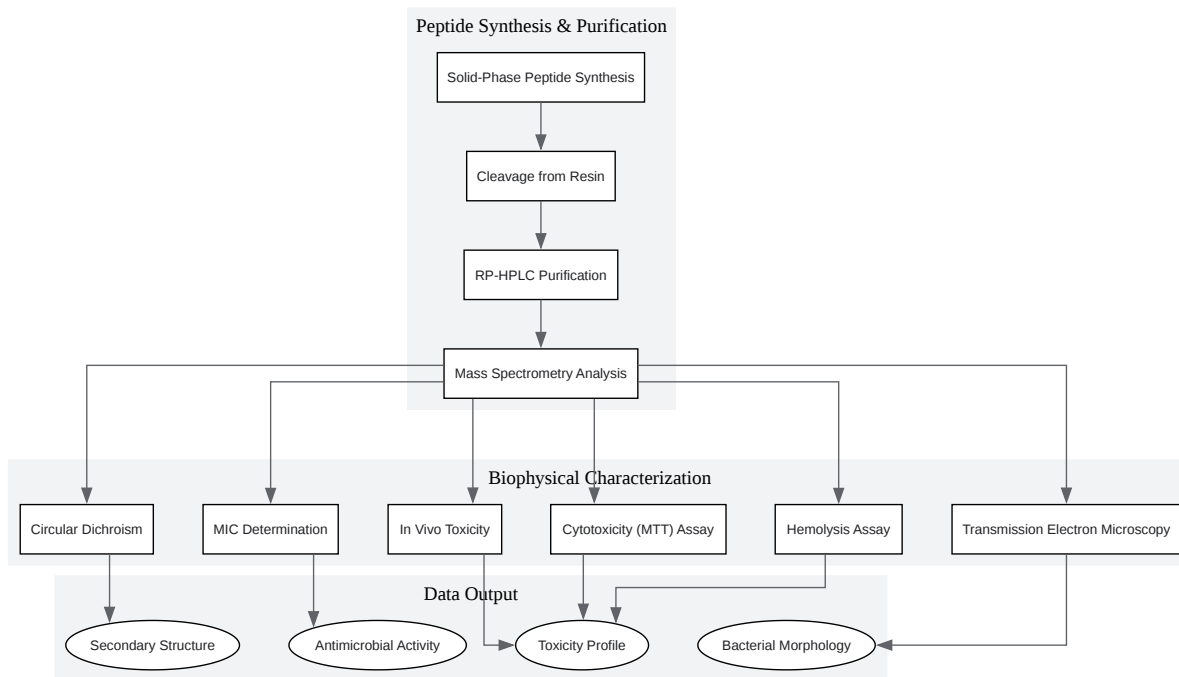 Peptide Synthesis & Purification
Solid-Phase Peptide Synthesis
Cleavage from Resin
RP-HPLC Purification
Mass Spectrometry Analysis
Biophysical Characterization
Circular Dichroism
MIC Determination
In Vivo Toxicity
Cytotoxicity (MTT) Assay
Hemolysis Assay
Transmission Electron Microscopy
Data Output
Secondary Structure
Antimicrobial Activity
Toxicity Profile
Bacterial Morphology